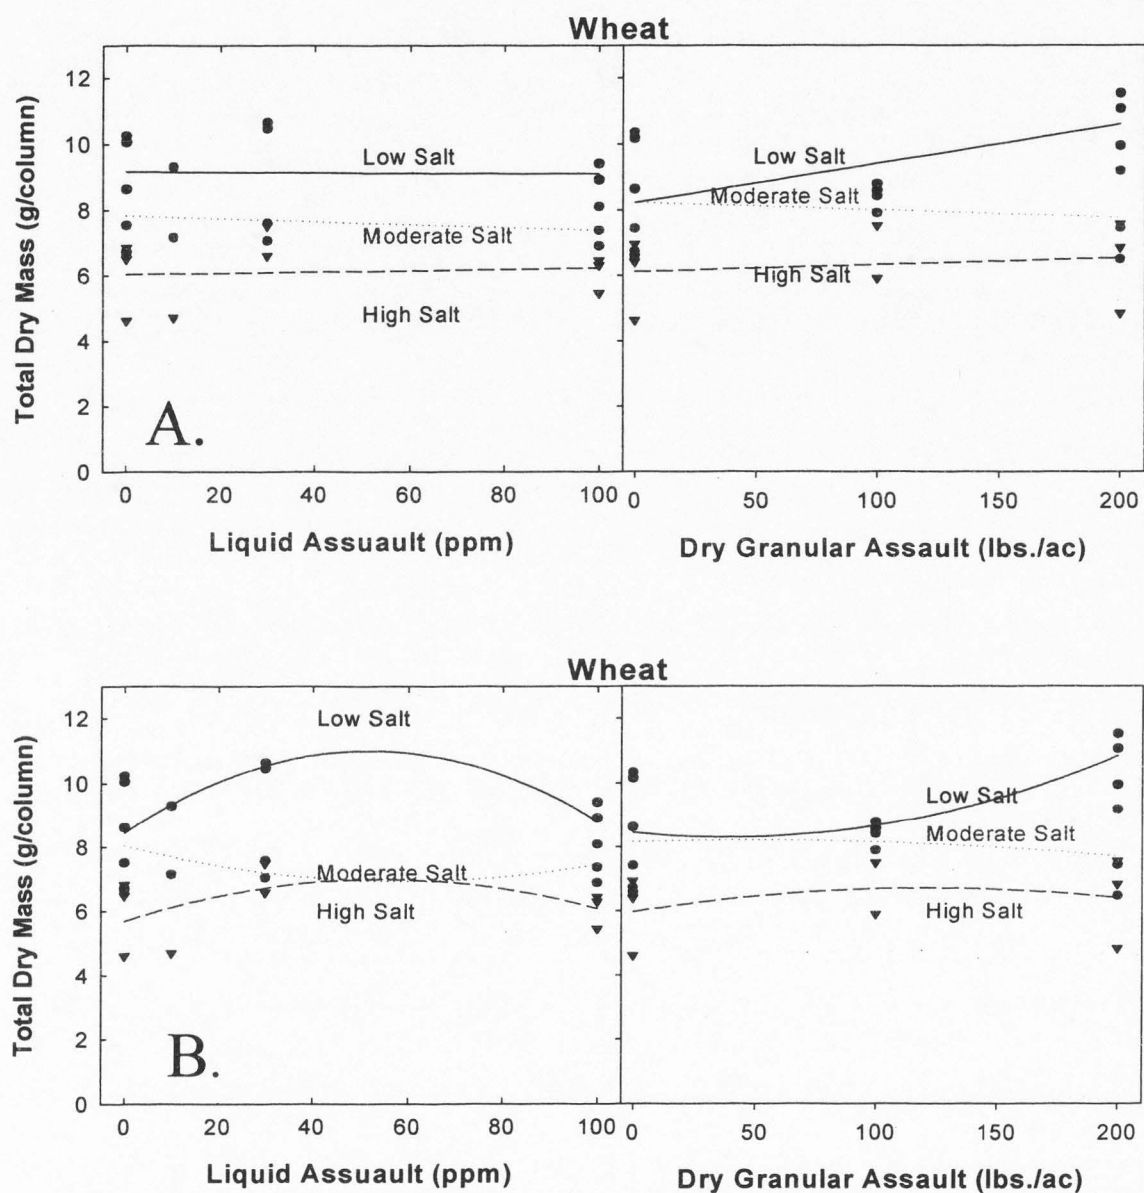 Wheat
Total Dry Mass (g/column)
12
10
8
6
4
2
0
Low Salt
Moderate Salt
High Salt
A.
0 20 40 60 80 100
Liquid Assuault (ppm)
Low Salt
Moderate Salt
High Salt
0 50 100 150 200
Dry Granular Assault (lbs./ac)
Wheat
Total Dry Mass (g/column)
12
10
8
6
4
2
0
Low Salt
Moderate Salt
High Salt
B.
0 20 40 60 80 100
Liquid Assuault (ppm)
Low Salt
Moderate Salt
High Salt
0 50 100 150 200
Dry Granular Assault (lbs./ac)